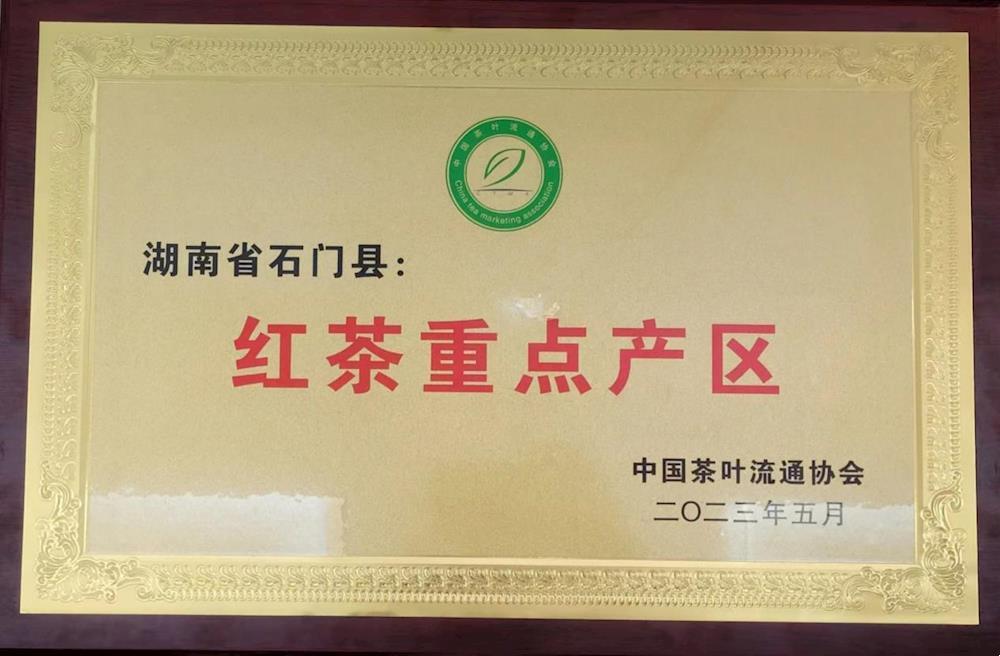 中国茶叶流通协会
China tea marketing association
湖南省石门县：
红茶重点产区
中国茶叶流通协会
二〇二三年五月